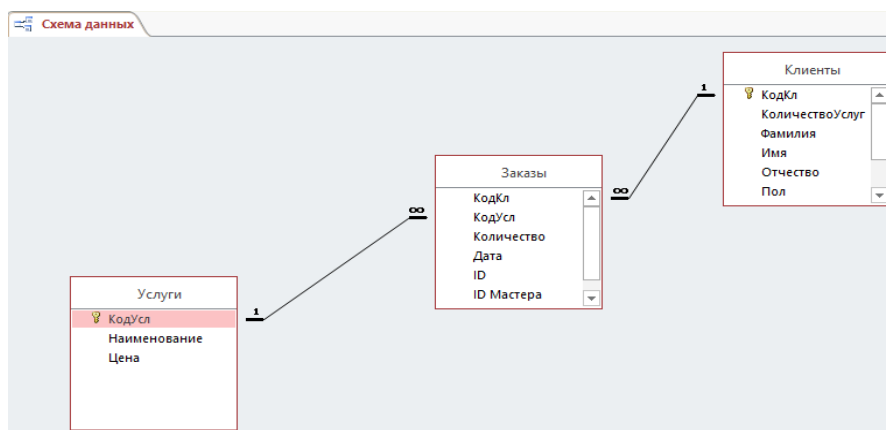 Схема данных
Клиенты
КодКл
КоличествоУслуг
Фамилия
Имя
Отчество
Пол
1
∞
Заказы
КодКл
КодУсл
Количество
Дата
ID
ID Мастера
∞
1
Услуги
КодУсл
Наименование
Цена